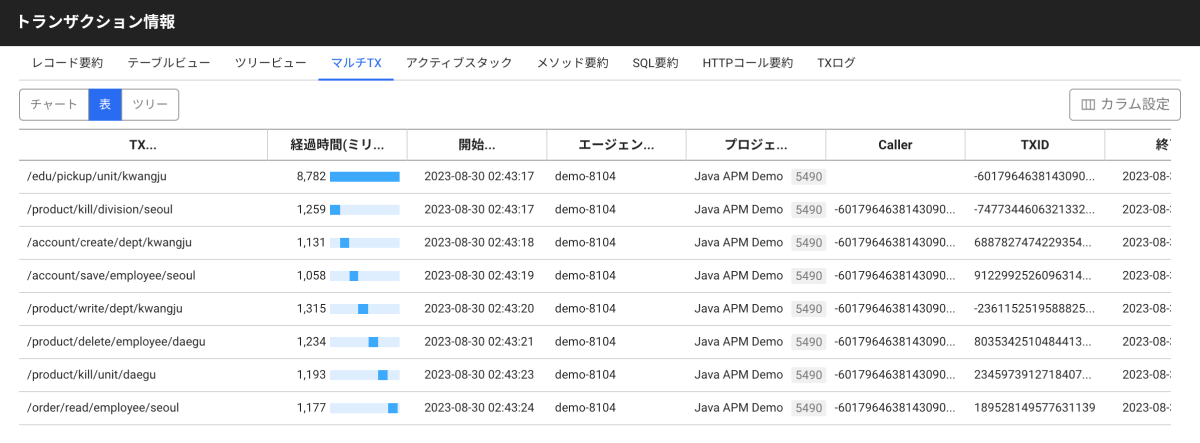 トランザクション情報
レコード要約 テーブルビュー ツリービュー マルチTX アクティブスタック メソッド要約 SQL要約 HTTPコール要約 TXログ
チャート 表 ツリー カラム設定
TX... 経過時間(ミリ... 開始... エージェン... プロジェ... Caller TXID 終
/edu/pickup/unit/kwangju 8,782 2023-08-30 02:43:17 demo-8104 Java APM Demo 5490 -6017964638143090... 2023-08-
/product/kill/division/seoul 1,259 2023-08-30 02:43:17 demo-8104 Java APM Demo 5490 -6017964638143090... -7477344606321332... 2023-08-
/account/create/dept/kwangju 1,131 2023-08-30 02:43:18 demo-8104 Java APM Demo 5490 -6017964638143090... 6887827474229354... 2023-08-
/account/save/employee/seoul 1,058 2023-08-30 02:43:19 demo-8104 Java APM Demo 5490 -6017964638143090... 9122992526096314... 2023-08-
/product/write/dept/kwangju 1,315 2023-08-30 02:43:20 demo-8104 Java APM Demo 5490 -6017964638143090... -2361152519588825... 2023-08-
/product/delete/employee/daegu 1,234 2023-08-30 02:43:21 demo-8104 Java APM Demo 5490 -6017964638143090... 8035342510484413... 2023-08-
/product/kill/unit/daegu 1,193 2023-08-30 02:43:23 demo-8104 Java APM Demo 5490 -6017964638143090... 2345973912718407... 2023-08-
/order/read/employee/seoul 1,177 2023-08-30 02:43:24 demo-8104 Java APM Demo 5490 -6017964638143090... 189528149577631139 2023-08-